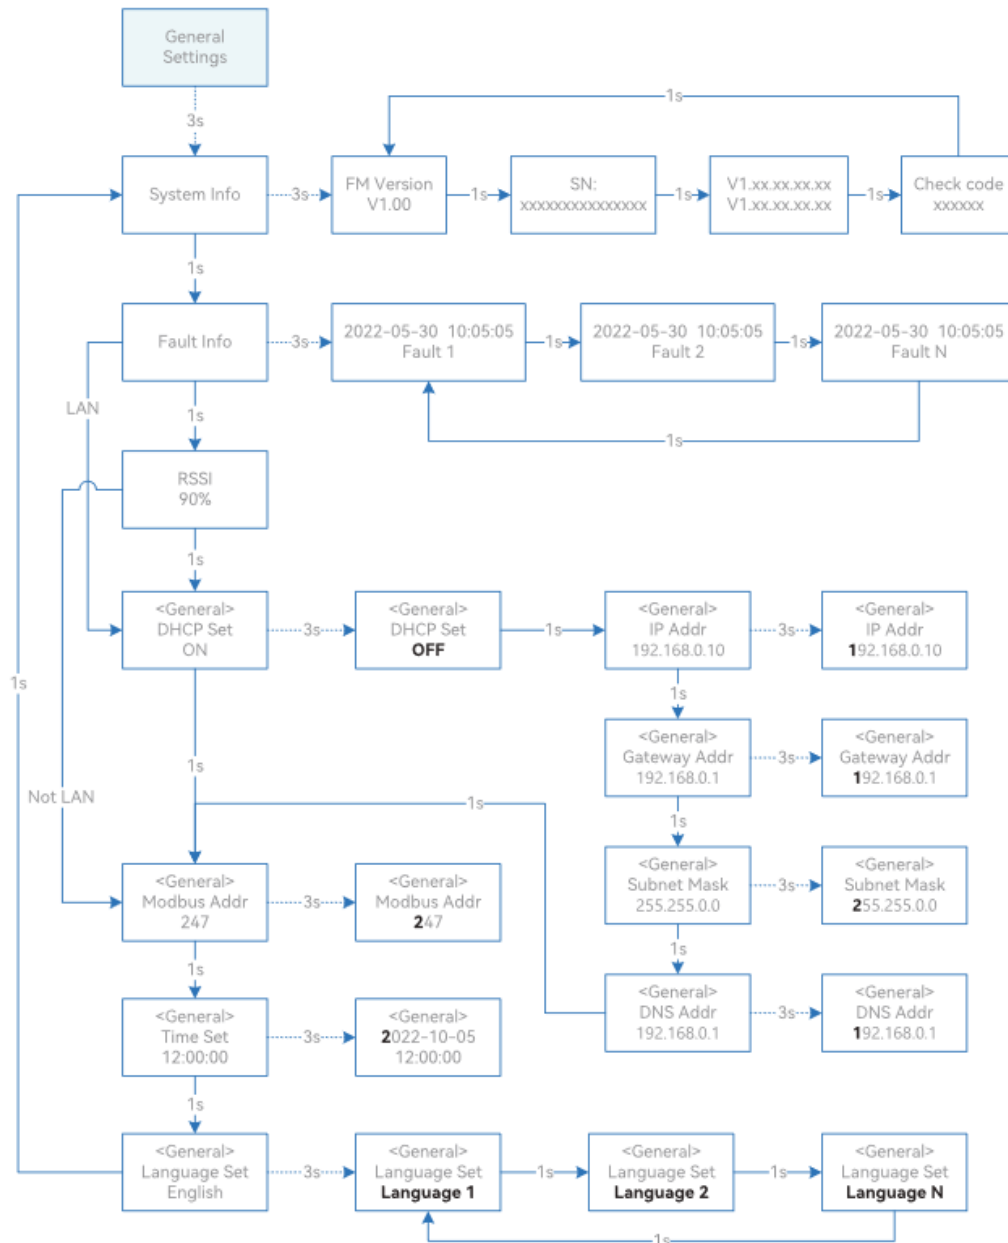 General
Settings
3s
1s
System Info
3s
FM Version
V1.00
1s
SN:
xxxxxxxxxxxxxxx
1s
V1.xx.xx.xx.xx
V1.xx.xx.xx.xx
1s
Check code
xxxxxx
1s
Fault Info
3s
2022-05-30 10:05:05
Fault 1
1s
2022-05-30 10:05:05
Fault 2
1s
2022-05-30 10:05:05
Fault N
LAN
1s
1s
RSSI
90%
1s
<General>
DHCP Set
ON
3s
<General>
DHCP Set
OFF
1s
<General>
IP Addr
192.168.0.10
3s
<General>
IP Addr
192.168.0.10
1s
1s
<General>
Gateway Addr
192.168.0.1
3s
<General>
Gateway Addr
192.168.0.1
1s
Not LAN
1s
1s
<General>
Modbus Addr
247
3s
<General>
Modbus Addr
247
<General>
Subnet Mask
255.255.0.0
3s
<General>
Subnet Mask
255.255.0.0
1s
1s
<General>
Time Set
12:00:00
3s
2022-10-05
12:00:00
<General>
DNS Addr
192.168.0.1
3s
<General>
DNS Addr
192.168.0.1
1s
<General>
Language Set
English
3s
<General>
Language Set
Language 1
1s
<General>
Language Set
Language 2
1s
<General>
Language Set
Language N
1s